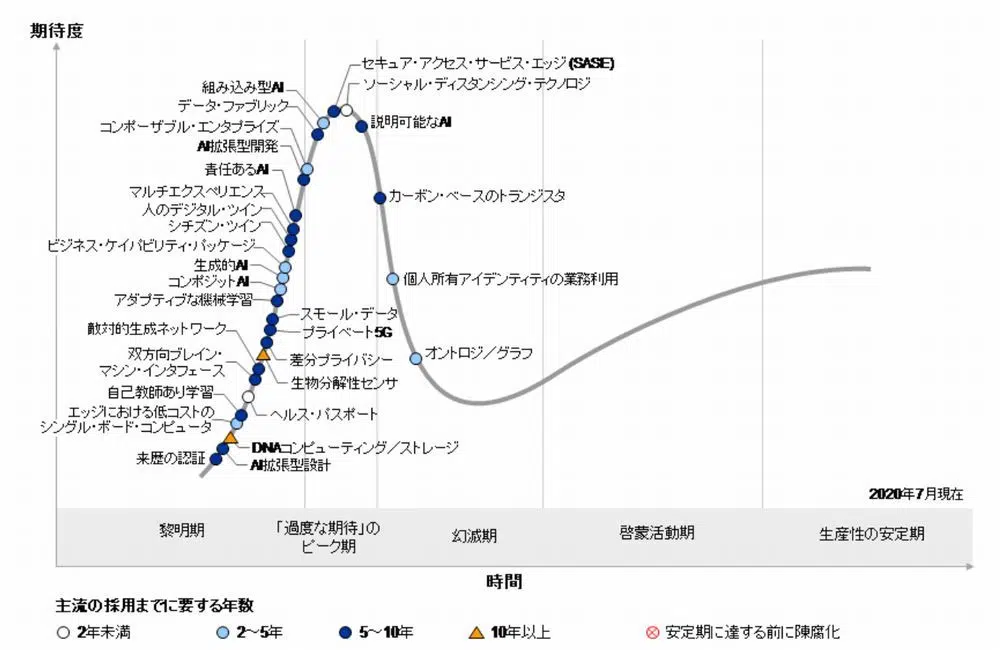 期待度
セキュア・アクセス・サービス・エッジ(SASE)
ソーシャル・ディスタンシング・テクノロジ
組み込み型AI
データ・ファブリック
説明可能なAI
コンポーザブル・エンタプライズ
AI拡張型開発
責任あるAI
マルチエクスペリエンス
カーボン・ベースのトランジスタ
人のデジタル・ツイン
シチズン・ツイン
ビジネス・ケイパビリティ・パッケージ
生成的AI
コンポジットAI
個人所有アイデンティティの業務利用
アダプティブな機械学習
スモール・データ
敵対的生成ネットワーク
プライベート5G
双方向ブレイン・
マシン・インタフェース
差分プライバシー
オントロジ／グラフ
生物分解性センサ
自己教師あり学習
エッジにおける低コストの
シングル・ボード・コンピュータ
ヘルス・パスポート
DNAコンピューティング／ストレージ
来歴の認証
AI拡張型設計
2020年7月現在
黎明期
「過度な期待」の
ピーク期
幻滅期
啓蒙活動期
生産性の安定期
時間
主流の採用までに要する年数
2年未満
2～5年
5～10年
10年以上
安定期に達する前に陳腐化